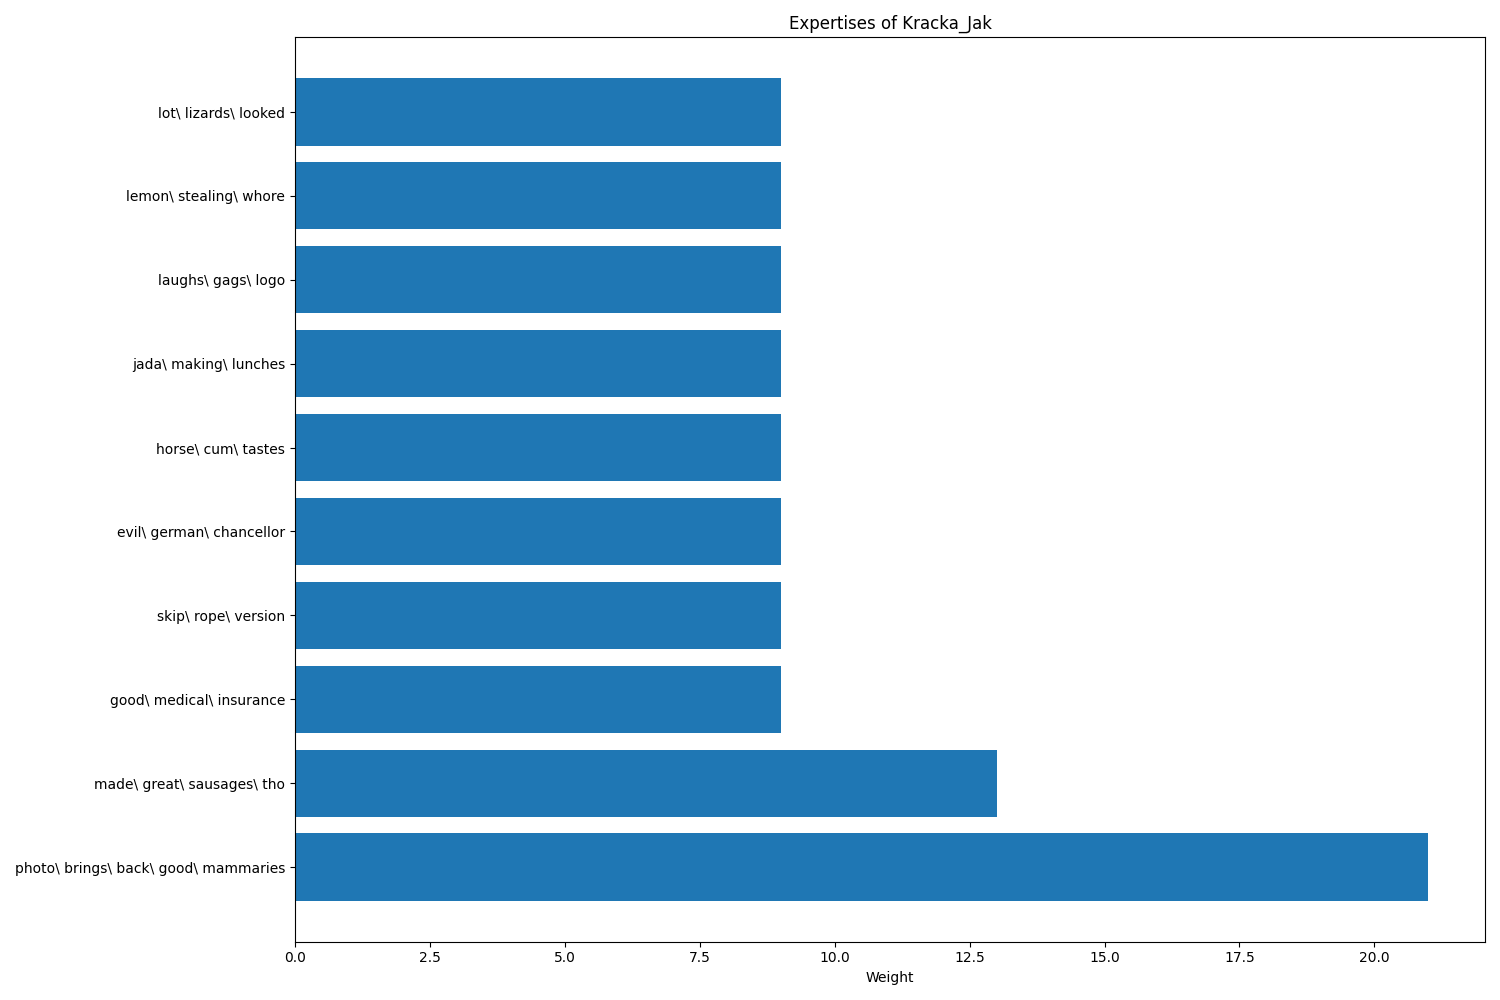 Expertises of Kracka_Jak
lot\ lizards\ looked
lemon\ stealing\ whore
laughs\ gags\ logo
jada\ making\ lunches
horse\ cum\ tastes
evil\ german\ chancellor
skip\ rope\ version
good\ medical\ insurance
made\ great\ sausages\ tho
photo\ brings\ back\ good\ mammaries
0.0 2.5 5.0 7.5 10.0 12.5 15.0 17.5 20.0
Weight